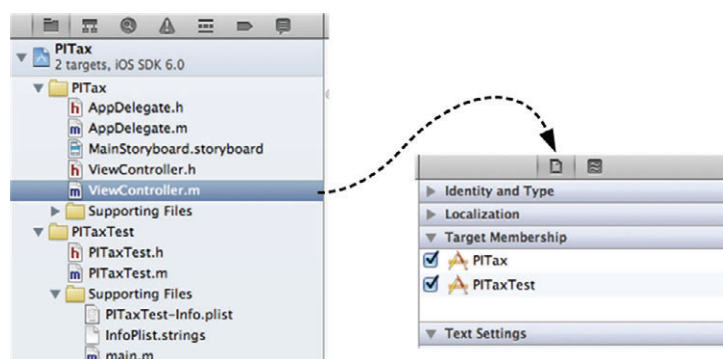 PITax
2 targets, iOS SDK 6.0
PITax
h AppDelegate.h
m AppDelegate.m
MainStoryboard.storyboard
h ViewController.h
m ViewController.m
Supporting Files
PITaxTest
h PITaxTest.h
m PITaxTest.m
Supporting Files
PITaxTest-Info.plist
InfoPlist.strings
m main.m
Identity and Type
Localization
Target Membership
PITax
PITaxTest
Text Settings